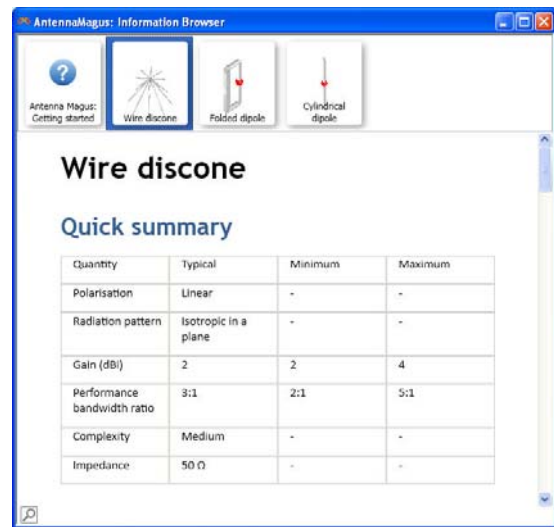 AntennaMagus: Information Browser
Antenna Magus:
Getting started
Wire discone
Folded dipole
Cylindrical
dipole
Wire discone
Quick summary
Quantity Typical Minimum Maximum
Polarisation Linear - -
Radiation pattern Isotropic in a - -
plane
Gain (dBi) 2 2 4
Performance 3:1 2:1 5:1
bandwidth ratio
Complexity Medium - -
Impedance 50 Ω - -